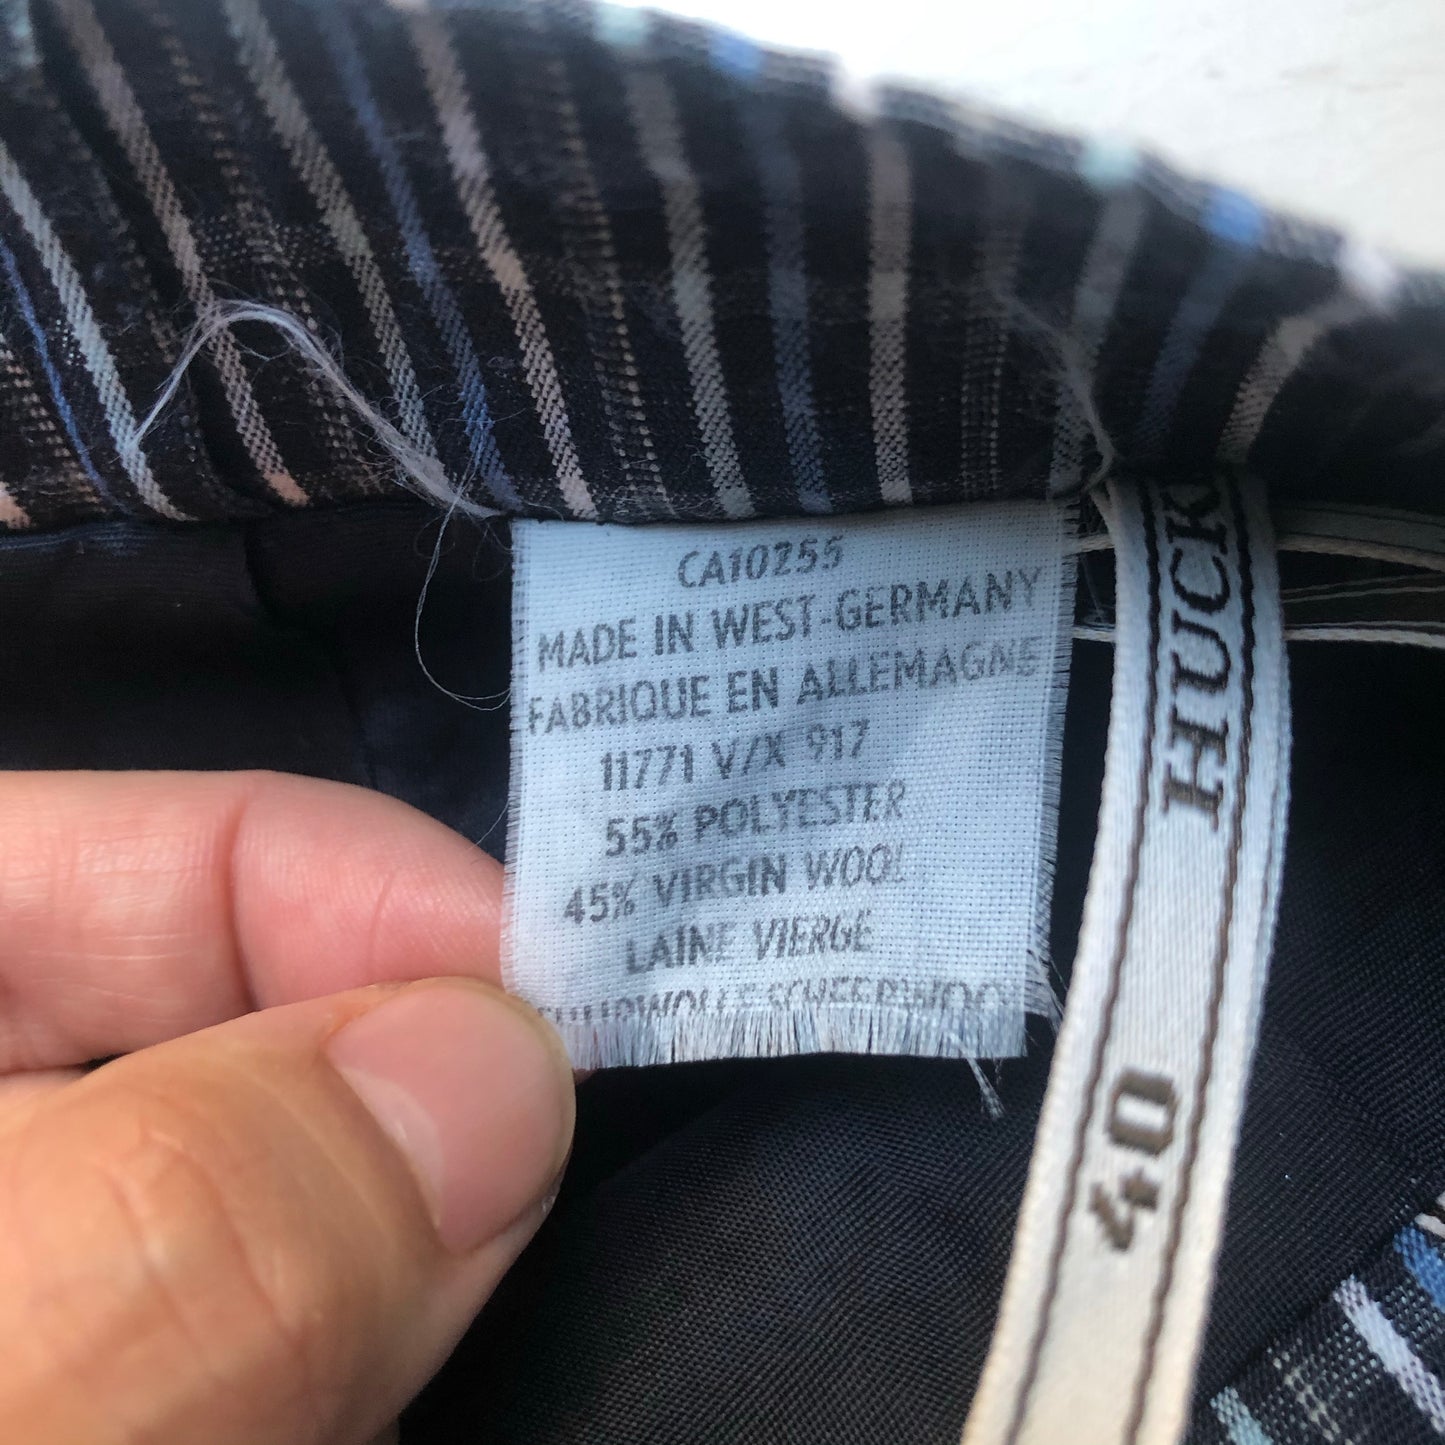 CA10255
MADE IN WEST-GERMANY
FABRIQUE EN ALLEMAGNE
11771 V/X 917
55% POLYESTER
45% VIRGIN WOOL
LAINE VIERGE
HUCK
40